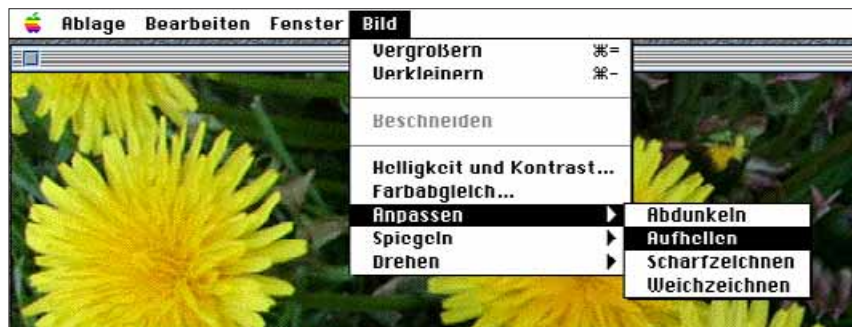 Ablage Bearbeiten Fenster Bild
Vergrößern ⌘=
Verkleinern ⌘-
Beschneiden
Helligkeit und Kontrast...
Farbabgleich...
Anpassen
Abdunkeln
Spiegeln
Aufhellen
Drehen
Scharfzeichnen
Weichzeichnen